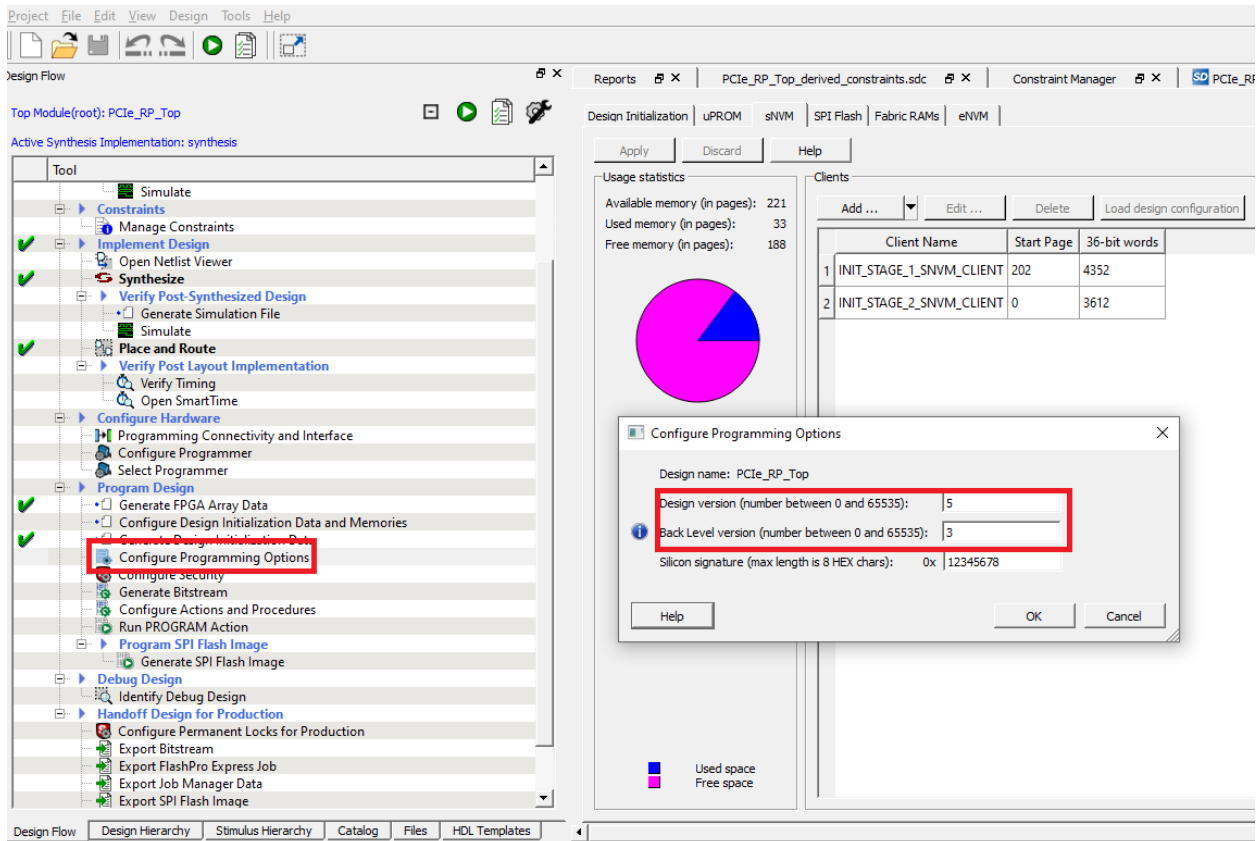 Project File Edit View Design Tools Help
Design Flow
Top Module(root): PCIe_RP_Top
Active Synthesis Implementation: synthesis
Tool
Simulate
Constraints
Manage Constraints
Implement Design
Open Netlist Viewer
Synthesize
Verify Post-Synthesized Design
Generate Simulation File
Simulate
Place and Route
Verify Post Layout Implementation
Verify Timing
Open SmartTime
Configure Hardware
Programming Connectivity and Interface
Configure Programmer
Select Programmer
Program Design
Generate FPGA Array Data
Configure Design Initialization Data and Memories
Generate Design Initialization Data
Configure Programming Options
Configure Security
Generate Bitstream
Configure Actions and Procedures
Run PROGRAM Action
Program SPI Flash Image
Generate SPI Flash Image
Debug Design
Identify Debug Design
Handoff Design for Production
Configure Permanent Locks for Production
Export Bitstream
Export FlashPro Express Job
Export Job Manager Data
Export SPI Flash Image
Design Flow Design Hierarchy Stimulus Hierarchy Catalog Files HDL Templates
Reports PCIe_RP_Top_derived_constraints.sdc Constraint Manager SD PCIe_RP
Design Initialization uPROM sNVM SPI Flash Fabric RAMs eNVM
Apply Discard Help
Usage statistics
Available memory (in pages): 221
Used memory (in pages): 33
Free memory (in pages): 188
Used space
Free space
Clients
Add ... Edit ... Delete Load design configuration
Client Name Start Page 36-bit words
1 INIT_STAGE_1_SNVM_CLIENT 202 4352
2 INIT_STAGE_2_SNVM_CLIENT 0 3612
Configure Programming Options
Design name: PCIe_RP_Top
Design version (number between 0 and 65535): 5
Back Level version (number between 0 and 65535): 3
Silicon signature (max length is 8 HEX chars): 0x 12345678
Help OK Cancel